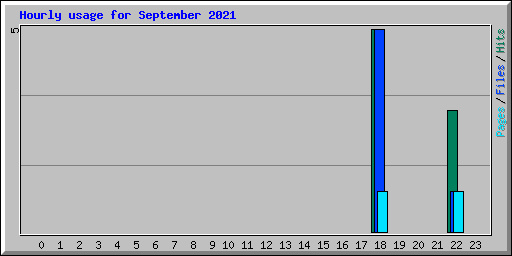 Hourly usage for September 2021
5
Pages/Files/Hits
0 1 2 3 4 5 6 7 8 9 10 11 12 13 14 15 16 17 18 19 20 21 22 23